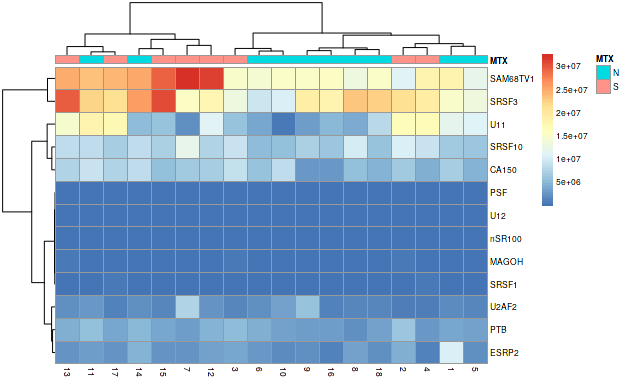 MTX
SAM68TV1
SRSF3
U11
SRSF10
CA150
PSF
U12
nSR100
MAGOH
SRSF1
U2AF2
PTB
ESRP2
13 11 17 14 15 7 12 3 6 10 9 16 8 18 2 4 1 5
3e+07
2.5e+07
2e+07
1.5e+07
1e+07
5e+06
MTX
N
S